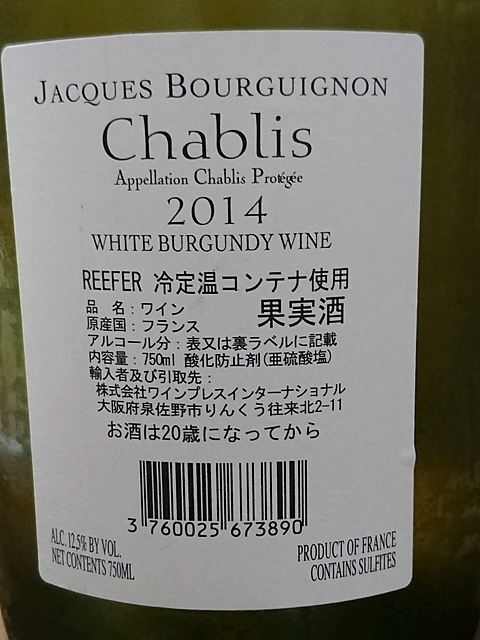 JACQUES BOURGUIGNON
Chablis
Appellation Chablis Protégée
2014
WHITE BURGUNDY WINE
REEFER 冷定温コンテナ使用
品 名：ワイン
原産国：フランス 果実酒
アルコール分：表又は裏ラベルに記載
内容量：750ml 酸化防止剤(亜硫酸塩)
輸入者及び引取先：
株式会社ワインプレスインターナショナル
大阪府泉佐野市りんくう往来北2-11
お酒は20歳になってから
3 760025 673890
ALC. 12.5% BY VOL.
NET CONTENTS 750ML
PRODUCT OF FRANCE
CONTAINS SULFITES